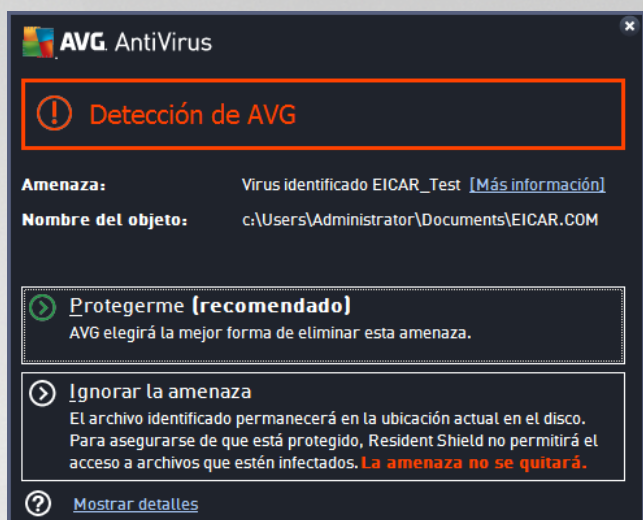 AVG. AntiVirus
Detección de AVG
Amenaza: Virus identificado EICAR_Test [Más información]
Nombre del objeto: c:\Users\Administrator\Documents\EICAR.COM
Protegerme (recomendado)
AVG elegirá la mejor forma de eliminar esta amenaza.
Ignorar la amenaza
El archivo identificado permanecerá en la ubicación actual en el disco.
Para asegurarse de que está protegido, Resident Shield no permitirá el
acceso a archivos que estén infectados. La amenaza no se quitará.
Mostrar detalles